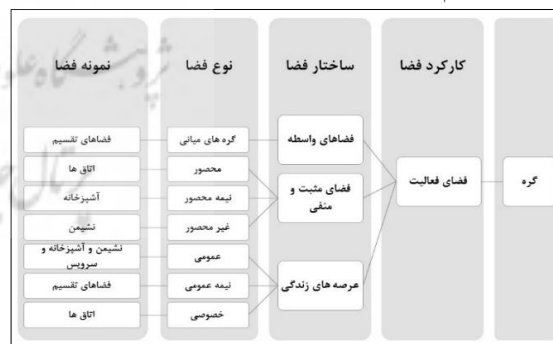 کارکرد فضا
ساختار فضا
نوع فضا
نمونه فضا
گره
فضای فعالیت
فضاهای واسطه
گره های میانی
فضاهای تقسیم
فضای مثبت و
منفی
محصور
اتاق ها
نیمه محصور
آشپزخانه
غیر محصور
نشیمن
عرصه های زندگی
عمومی
نشیمن و آشپزخانه و
سرویس
نیمه عمومی
فضاهای تقسیم
خصوصی
اتاق ها